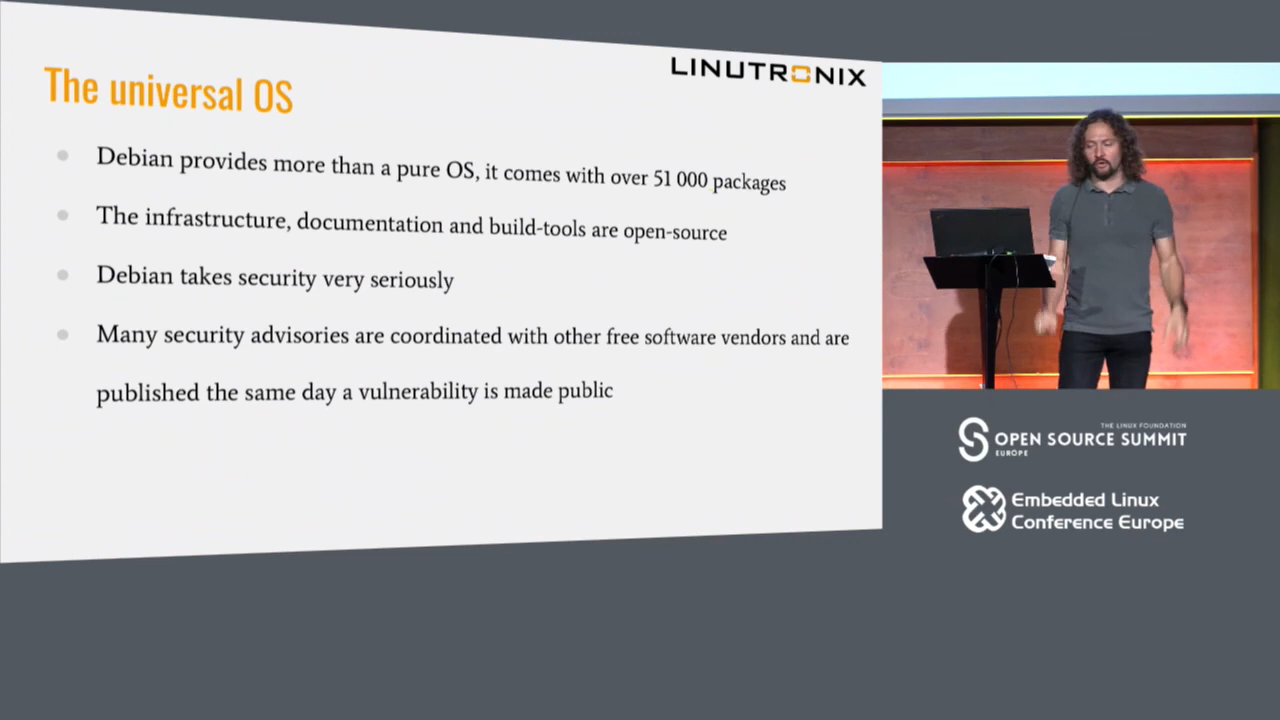 The universal OS
LINUTRONIX
Debian provides more than a pure OS, it comes with over 51 000 packages
The infrastructure, documentation and build-tools are open-source
Debian takes security very seriously
Many security advisories are coordinated with other free software vendors and are
published the same day a vulnerability is made public
THE LINUX FOUNDATION
OPEN SOURCE SUMMIT
EUROPE
Embedded Linux
Conference Europe